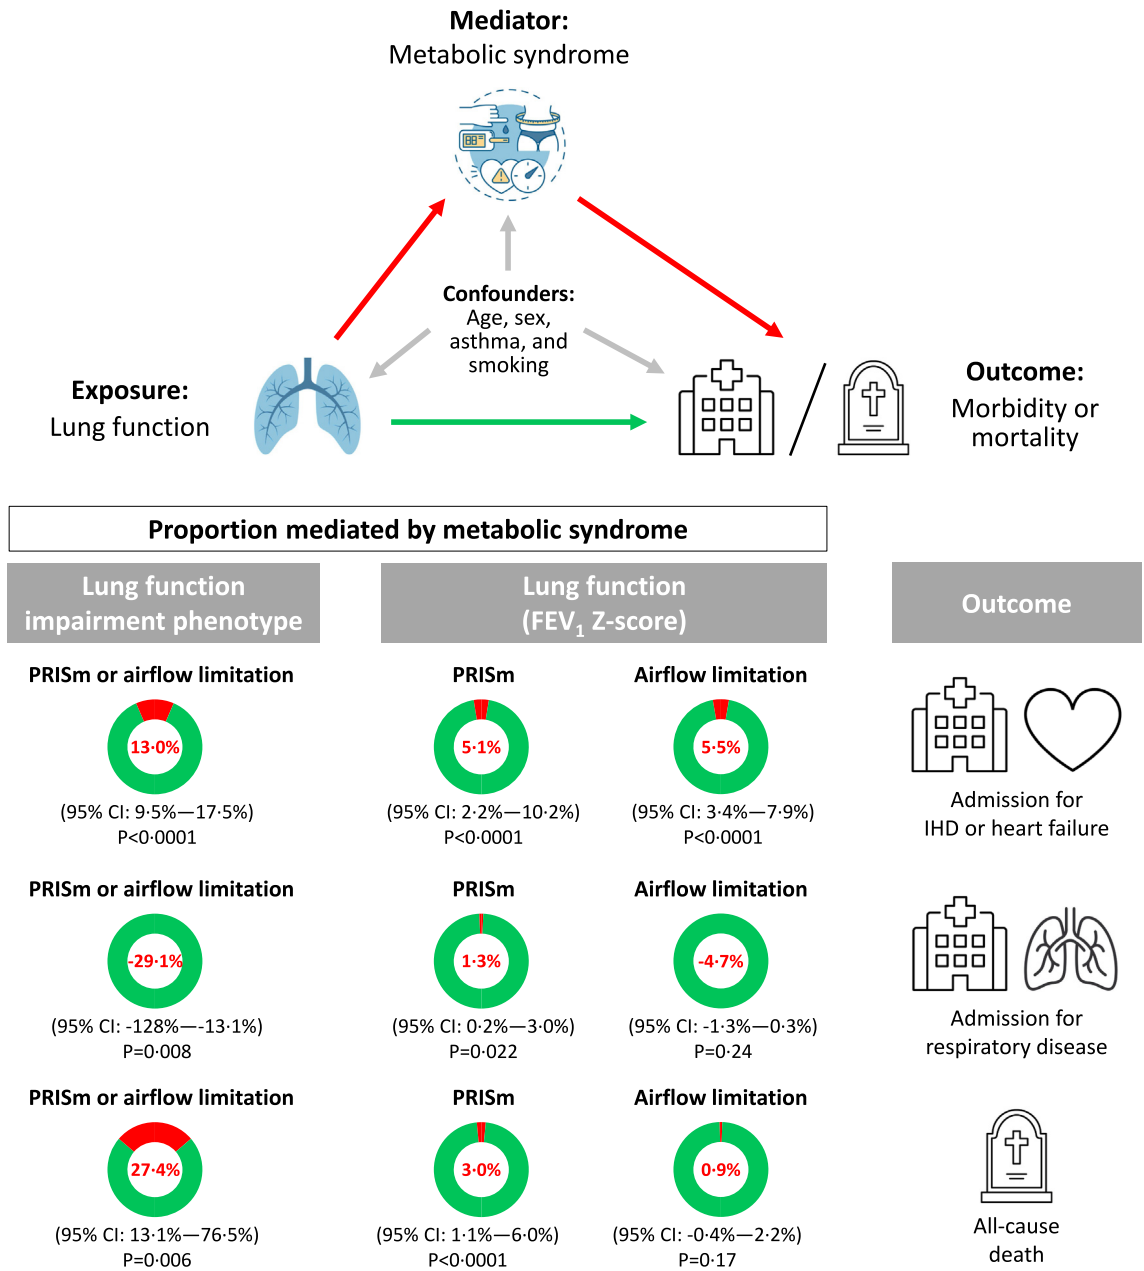 Mediator:
Metabolic syndrome
Confounders:
Age, sex,
asthma, and
smoking
Exposure:
Lung function
Outcome:
Morbidity or
mortality
Proportion mediated by metabolic syndrome
Lung function
impairment phenotype
Lung function
(FEV₁ Z-score)
Outcome
PRISm or airflow limitation
13·0%
(95% CI: 9·5%—17·5%)
P<0·0001
PRISm
5·1%
(95% CI: 2·2%—10·2%)
P<0·0001
Airflow limitation
5·5%
(95% CI: 3·4%—7·9%)
P<0·0001
Admission for
IHD or heart failure
PRISm or airflow limitation
-29·1%
(95% CI: -128%—-13·1%)
P=0·008
PRISm
1·3%
(95% CI: 0·2%—3·0%)
P=0·022
Airflow limitation
-4·7%
(95% CI: -1·3%—0·3%)
P=0·24
Admission for
respiratory disease
PRISm or airflow limitation
27·4%
(95% CI: 13·1%—76·5%)
P=0·006
PRISm
3·0%
(95% CI: 1·1%—6·0%)
P<0·0001
Airflow limitation
0·9%
(95% CI: -0·4%—2·2%)
P=0·17
All-cause
death